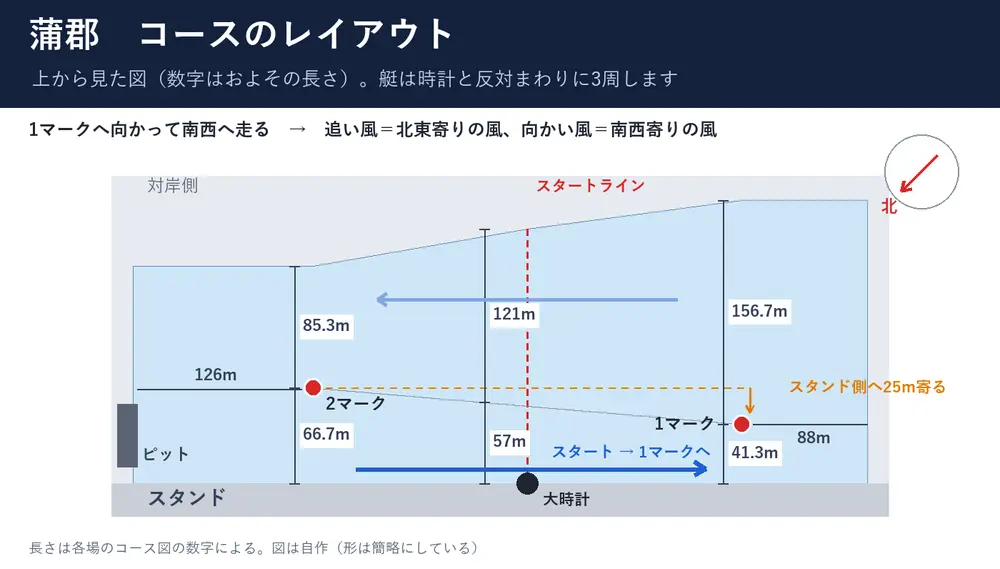 蒲郡　コースのレイアウト
上から見た図（数字はおよその長さ）。艇は時計と反対まわりに3周します
1マークへ向かって南西へ走る　→　追い風＝北東寄りの風、向かい風＝南西寄りの風
対岸側
スタートライン
北
85.3m
121m
156.7m
126m
スタンド側へ25m寄る
2マーク
1マーク
66.7m
57m
スタート → 1マークへ
41.3m
88m
ピット
スタンド
大時計
長さは各場のコース図の数字による。図は自作（形は簡略にしている）